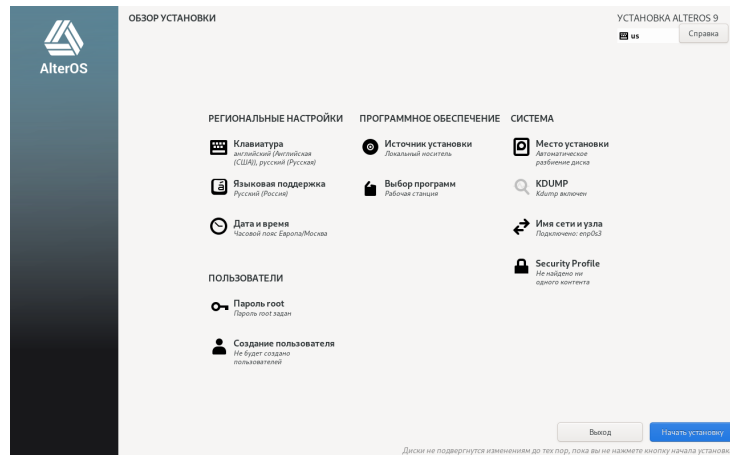 AlterOS
ОБЗОР УСТАНОВКИ
УСТАНОВКА ALTEROS 9
us
Справка
РЕГИОНАЛЬНЫЕ НАСТРОЙКИ
Клавиатура
английский (Английская
(США)), русский (Русская)
Языковая поддержка
Русский (Россия)
Дата и время
Часовой пояс Европа/Москва
ПОЛЬЗОВАТЕЛИ
Пароль root
Пароль root задан
Создание пользователя
Не будет создано
пользователей
ПРОГРАММНОЕ ОБЕСПЕЧЕНИЕ
Источник установки
Локальный носитель
Выбор программ
Рабочая станция
СИСТЕМА
Место установки
Автоматическое
разбиение диска
KDUMP
Kdump включен
Имя сети и узла
Подключено: enp0s3
Security Profile
Не найдено ни
одного контента
Выход
Начать установку
Диски не подвергнутся изменениям до тех пор, пока вы не нажмете кнопку начала установк